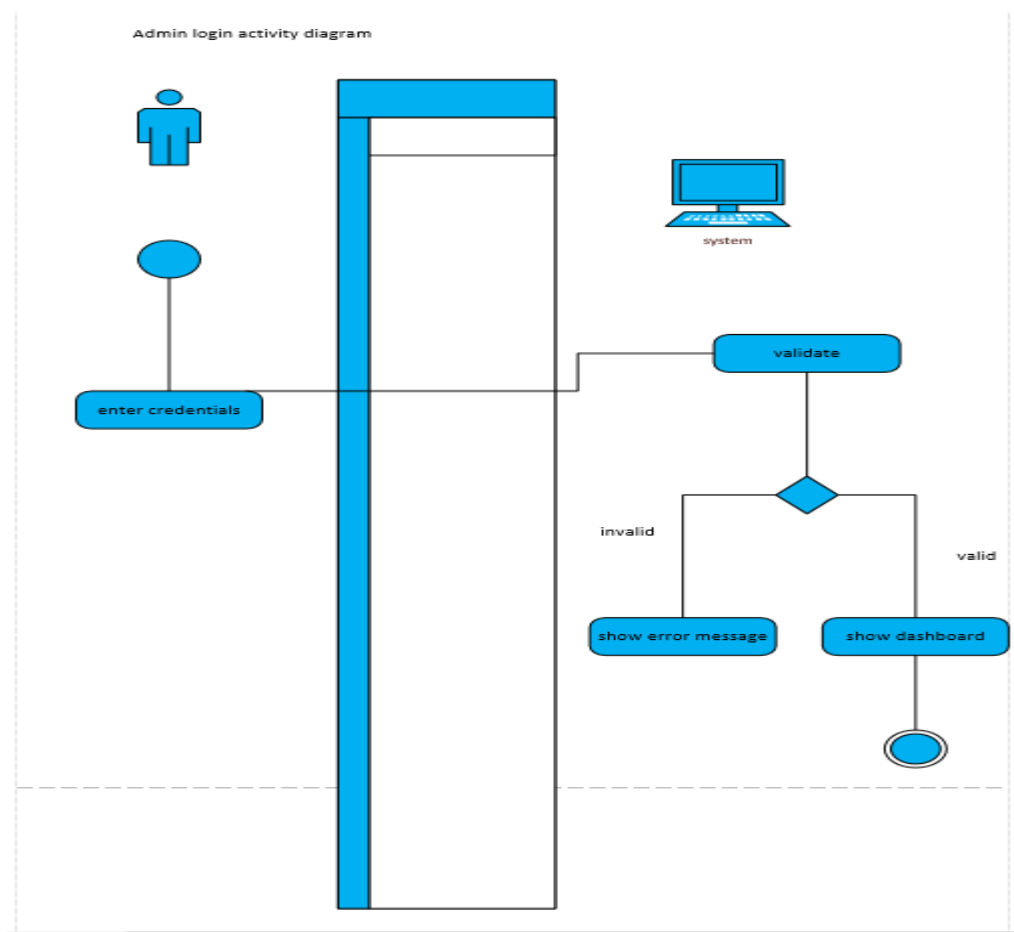 Admin login activity diagram
system
validate
enter credentials
invalid
valid
show error message
show dashboard